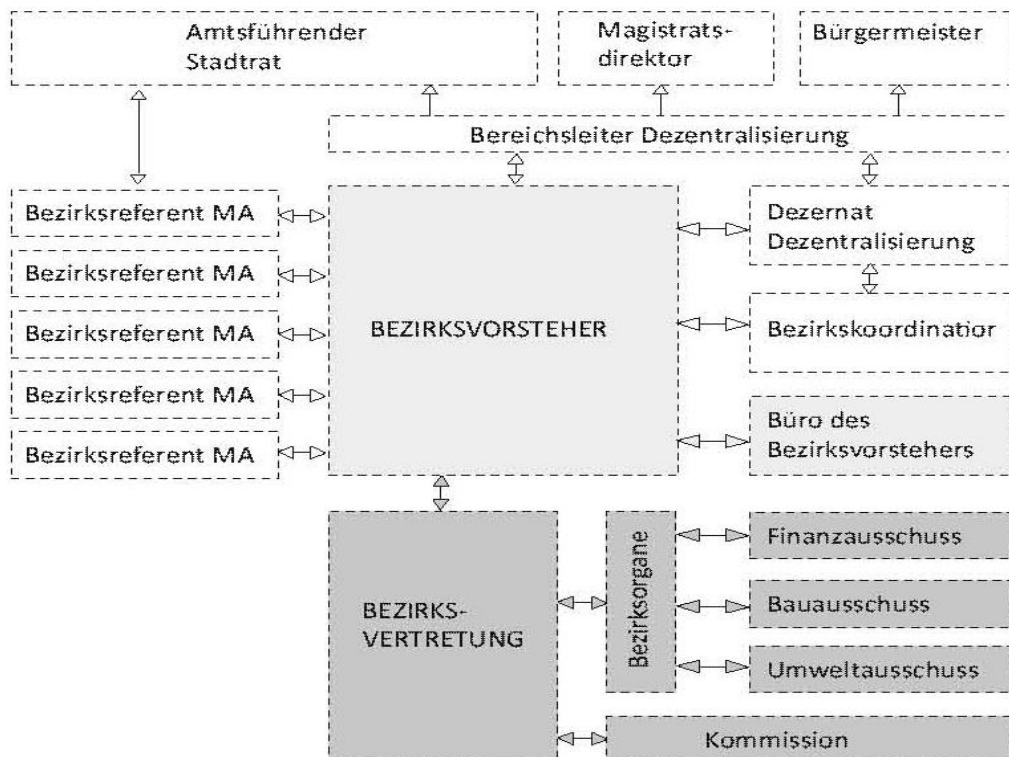 Amtsführender
Stadtrat
Magistrats-
direktor
Bürgermeister
Bereichsleiter Dezentralisierung
Bezirksreferent MA
Bezirksreferent MA
Bezirksreferent MA
Bezirksreferent MA
Bezirksreferent MA
BEZIRKSVORSTEHER
Dezernat
Dezentralisierung
Bezirkskoordinatior
Büro des
Bezirksvorstehers
BEZIRKS-
VERTRETUNG
Bezirksorgane
Finanzausschuss
Bauausschuss
Umweltausschuss
Kommission